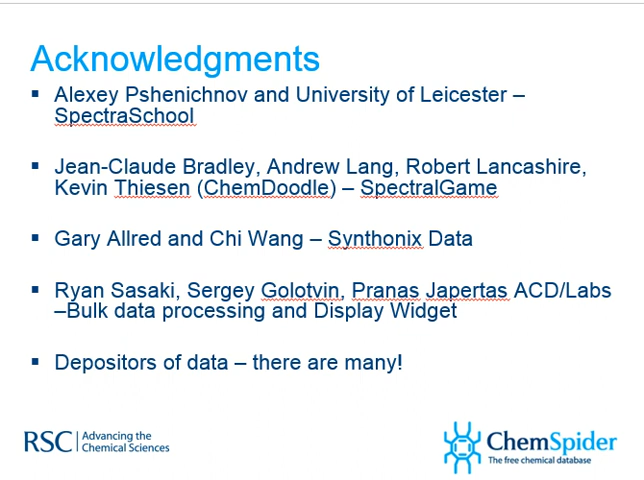 Acknowledgments
▪ Alexey Pshenichnov and University of Leicester –
SpectraSchool
▪ Jean-Claude Bradley, Andrew Lang, Robert Lancashire,
Kevin Thiesen (ChemDoodle) – SpectralGame
▪ Gary Allred and Chi Wang – Synthonix Data
▪ Ryan Sasaki, Sergey Golotvin, Pranas Japertas ACD/Labs
–Bulk data processing and Display Widget
▪ Depositors of data – there are many!
RSC | Advancing the
Chemical Sciences
ChemSpider
The free chemical database